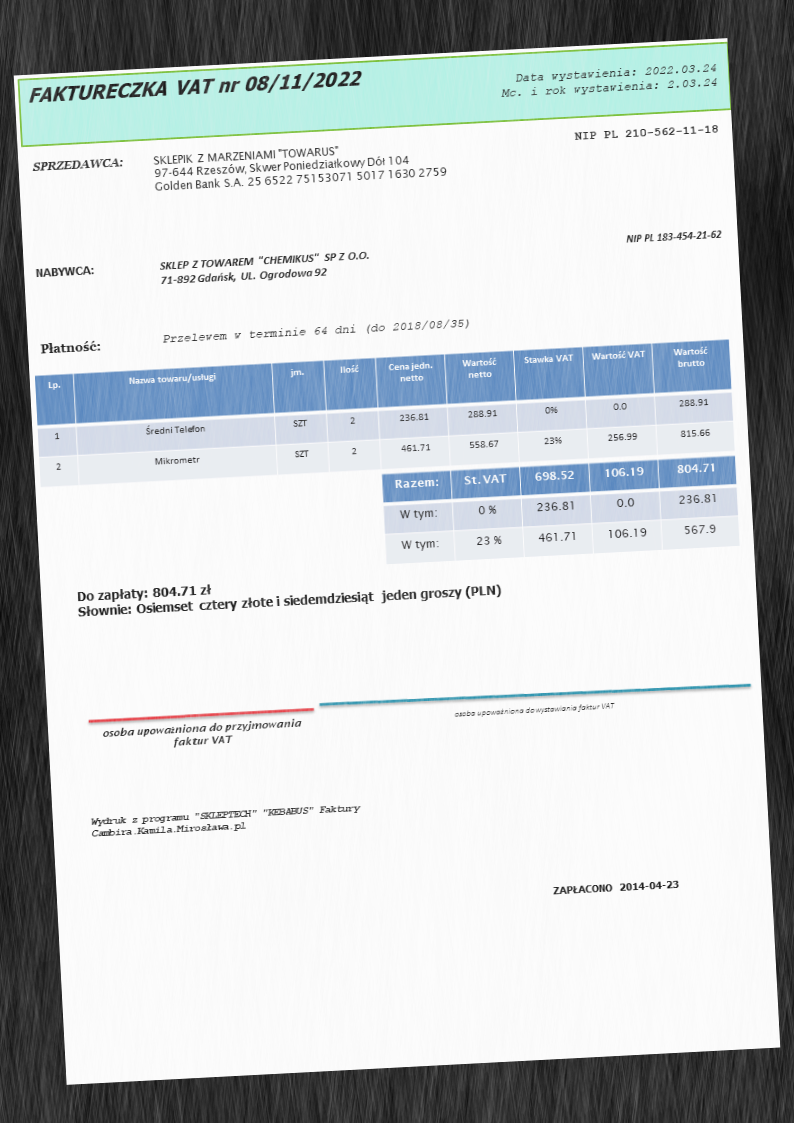 FAKTURECZKA VAT nr 08/11/2022
Data wystawienia: 2022.03.24
Mc. i rok wystawienia: 2.03.24
NIP PL 210-562-11-18
SPRZEDAWCA:
SKLEPIK Z MARZENIAMI "TOWARUS"
97-644 Rzeszów, Skwer Poniedziałkowy Dół 104
Golden Bank S.A. 25 6522 75153071 5017 1630 2759
NIP PL 183-454-21-62
NABYWCA:
SKLEP Z TOWAREM "CHEMIKUS" SP Z O.O.
71-892 Gdańsk, UL. Ogrodowa 92
Płatność: Przelewem w terminie 64 dni (do 2018/08/35)
Lp. Nazwa towaru/usługi jm. Ilość Cena jedn. netto Wartość netto Stawka VAT Wartość VAT Wartość brutto
1 Średni Telefon SZT 2 236.81 288.91 0% 0.0 288.91
2 Mikrometr SZT 2 461.71 558.67 23% 256.99 815.66
Razem: St. VAT 698.52 106.19 804.71
W tym: 0 % 236.81 0.0 236.81
W tym: 23 % 461.71 106.19 567.9
Do zapłaty: 804.71 zł
Słownie: Osiemset cztery złote i siedemdziesiąt jeden groszy (PLN)
osoba upoważniona do przyjmowania
faktur VAT
osoba upoważniona do wystawiania faktur VAT
Wydruk z programu "SKLEPTECH" "KEBABUS" Faktury
Cambira.Kamila.Mirosława.pl
ZAPŁACONO 2014-04-23